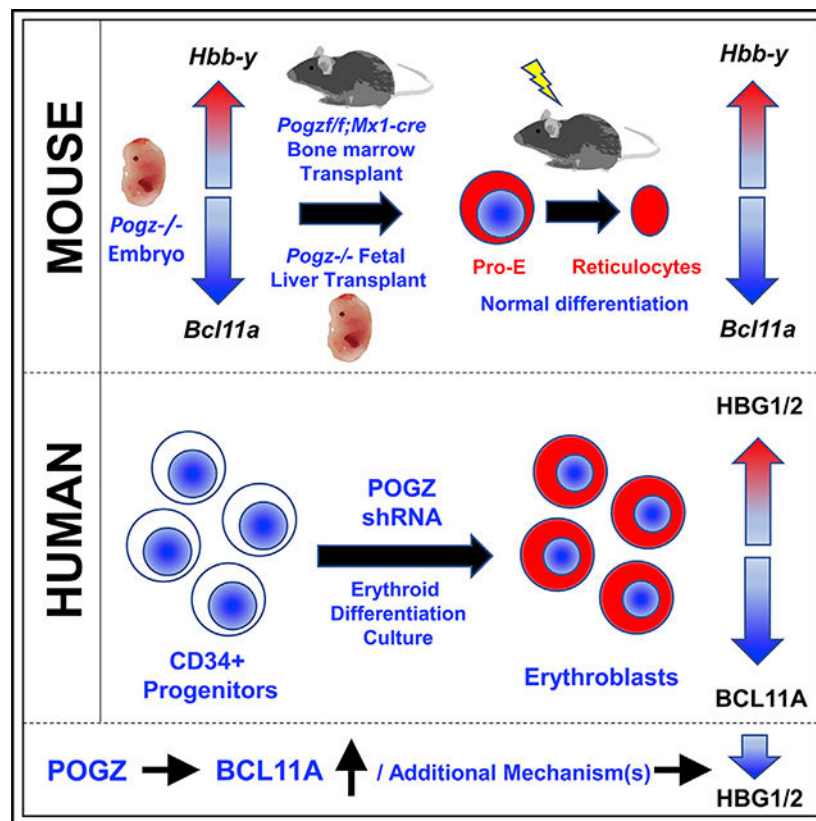 MOUSE
Hbb-y
Pogz-/-
Embryo
Bcl11a
Pogzf/f;Mx1-cre
Bone marrow
Transplant
Pogz-/- Fetal
Liver Transplant
Pro-E
Reticulocytes
Normal differentiation
Hbb-y
Bcl11a
HUMAN
CD34+
Progenitors
POGZ
shRNA
Erythroid
Differentiation
Culture
Erythroblasts
HBG1/2
BCL11A
POGZ
BCL11A
/ Additional Mechanism(s)
HBG1/2